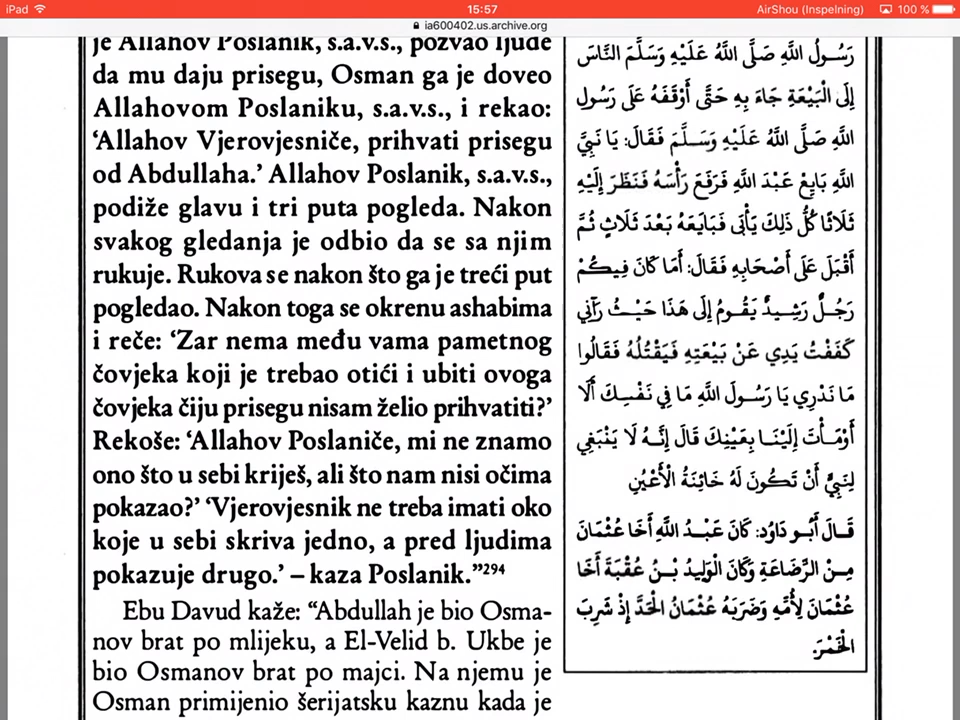 iPad
15:57
AirShou (Inspelning)
100 %
ia600402.us.archive.org
je Allahov Poslanik, s.a.v.s., pozvao ljude
da mu daju prisegu, Osman ga je doveo
Allahovom Poslaniku, s.a.v.s., i rekao:
‘Allahov Vjerovjesniče, prihvati prisegu
od Abdullaha.’ Allahov Poslanik, s.a.v.s.,
podiže glavu i tri puta pogleda. Nakon
svakog gledanja je odbio da se sa njim
rukuje. Rukova se nakon što ga je treći put
pogledao. Nakon toga se okrenu ashabima
i reče: ‘Zar nema među vama pametnog
čovjeka koji je trebao otići i ubiti ovoga
čovjeka čiju prisegu nisam želio prihvatiti?’
Rekoše: ‘Allahov Poslaniče, mi ne znamo
ono što u sebi kriješ, ali što nam nisi očima
pokazao?’ ‘Vjerovjesnik ne treba imati oko
koje u sebi skriva jedno, a pred ljudima
pokazuje drugo.’ – kaza Poslanik.”²⁹⁴
Ebu Davud kaže: “Abdullah je bio Osma-
nov brat po mlijeku, a El-Velid b. Ukbe je
bio Osmanov brat po majci. Na njemu je
Osman primijenio šerijatsku kaznu kada je
رَسُولُ اللَّهِ صَلَّى اللَّهُ عَلَيْهِ وَسَلَّمَ النَّاسَ
إِلَى الْبَيْعَةِ جَاءَ بِهِ حَتَّى أَوْقَفَهُ عَلَى رَسُولِ
اللَّهِ صَلَّى اللَّهُ عَلَيْهِ وَسَلَّمَ فَقَالَ: يَا نَبِيَّ
اللَّهِ بَايِعْ عَبْدَ اللَّهِ فَرَفَعَ رَأْسَهُ فَنَظَرَ إِلَيْهِ
ثَلَاثًا كُلُّ ذَلِكَ يَأْبَى فَبَايَعَهُ بَعْدَ ثَلَاثٍ ثُمَّ
أَقْبَلَ عَلَى أَصْحَابِهِ فَقَالَ: أَمَا كَانَ فِيكُمْ
رَجُلٌ رَشِيدٌ يَقُومُ إِلَى هَذَا حَيْثُ رَآنِي
كَفَفْتُ يَدِي عَنْ بَيْعَتِهِ فَيَقْتُلُهُ فَقَالُوا
مَا نَدْرِي يَا رَسُولَ اللَّهِ مَا فِي نَفْسِكَ أَلَا
أَوْمَأْتَ إِلَيْنَا بِعَيْنِكَ قَالَ إِنَّهُ لَا يَنْبَغِي
لِنَبِيٍّ أَنْ تَكُونَ لَهُ خَائِنَةُ الْأَعْيُنِ
قَالَ أَبُو دَاوُد: كَانَ عَبْدُ اللَّهِ أَخَا عُثْمَانَ
مِنْ الرَّضَاعَةِ وَكَانَ الْوَلِيدُ بْنُ عُقْبَةَ أَخَا
عُثْمَانَ لِأُمِّهِ وَضَرَبَهُ عُثْمَانُ الْحَدَّ إِذْ شَرِبَ
الْخَمْرَ.